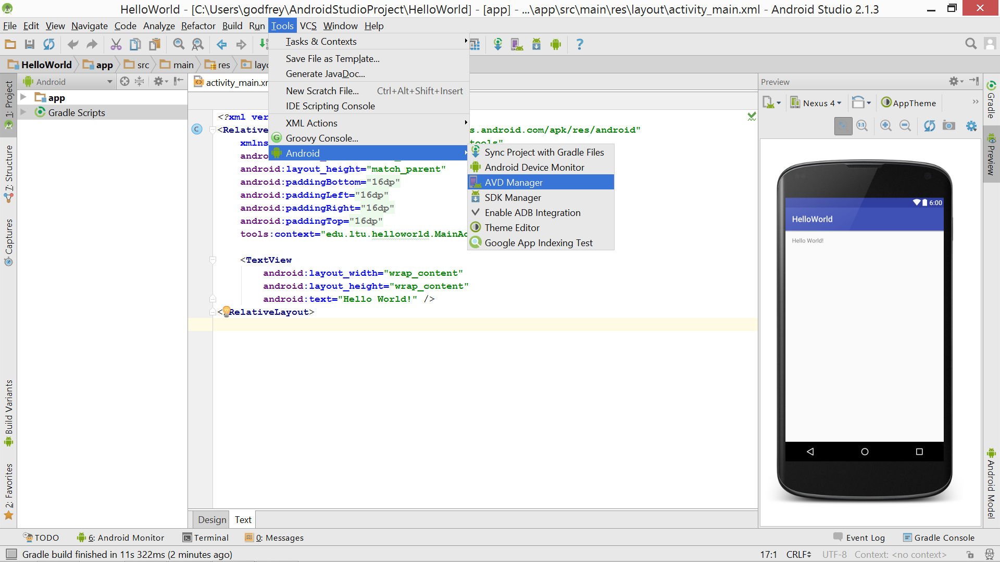 HelloWorld - [C:\Users\godfrey\AndroidStudioProject\HelloWorld] - [app] - ...\app\src\main\res\layout\activity_main.xml - Android Studio 2.1.3
File Edit View Navigate Code Analyze Refactor Build Run Tools VCS Window Help
HelloWorld app src main res layo
Android
activity_main.xm
1: Project
7: Structure
Captures
Build Variants
2: Favorites
app
Gradle Scripts
Tasks & Contexts
Save File as Template...
Generate JavaDoc...
New Scratch File... Ctrl+Alt+Shift+Insert
IDE Scripting Console
XML Actions
Groovy Console...
Android
Sync Project with Gradle Files
Android Device Monitor
AVD Manager
SDK Manager
Enable ADB Integration
Theme Editor
Google App Indexing Test
<?xml ver
<Relative s.android.com/apk/res/android"
xmlns tools"
andro
android:layout_height="match_parent"
android:paddingBottom="16dp"
android:paddingLeft="16dp"
android:paddingRight="16dp"
android:paddingTop="16dp"
tools:context="edu.ltu.helloworld.MainAc
<TextView
android:layout_width="wrap_content"
android:layout_height="wrap_content"
android:text="Hello World!" />
</RelativeLayout>
Design Text
Preview
Nexus 4 AppTheme
6:00
HelloWorld
Hello World!
Gradle
Preview
Android Model
TODO 6: Android Monitor Terminal 0: Messages Event Log Gradle Console
Gradle build finished in 11s 322ms (2 minutes ago) 17:1 CRLF UTF-8 Context: <no context>